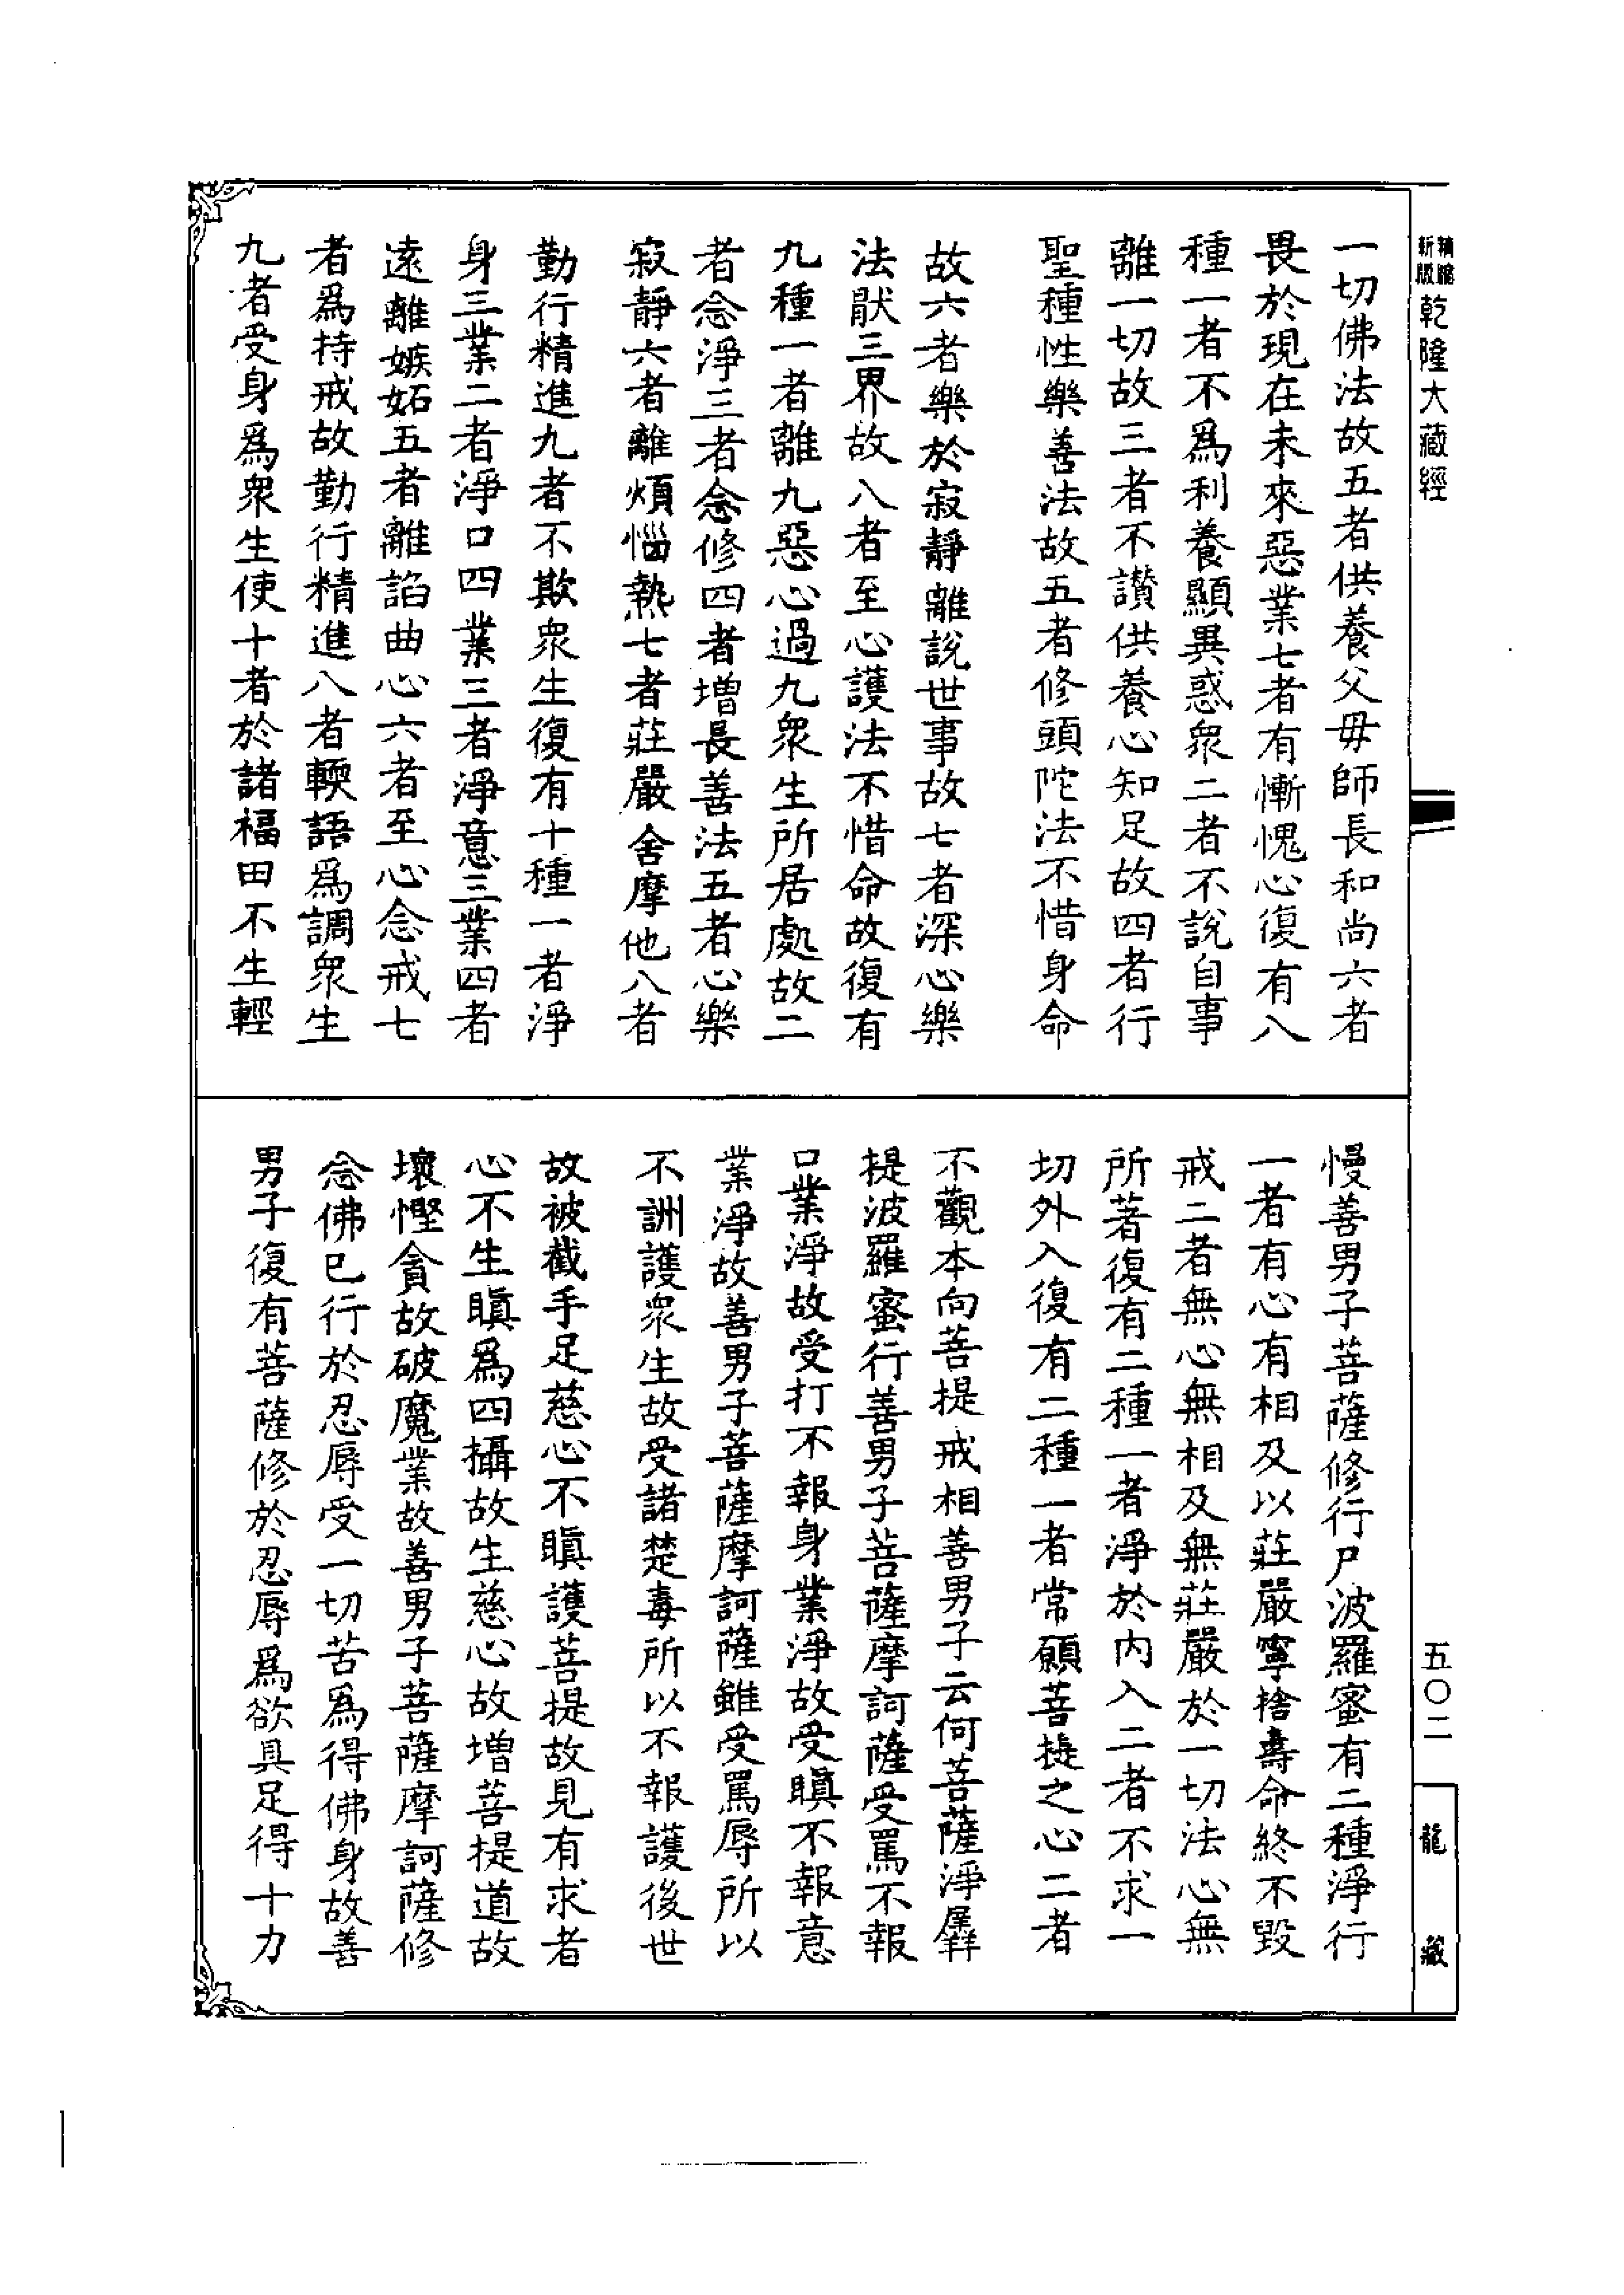 精縮新版乾隆大藏經
一切佛法故五者供養父毋師長和尚六者
畏於現在未來惡業七者有慚愧心復有八
種一者不爲利養顯異惑衆二者不說自事
離一切故三者不讚供養心知足故四者行
聖種性樂善法故五者修頭陀法不惜身命
故六者樂於寂靜離說世事故七者深心樂
法猒三界故八者至心護法不惜命故復有
九種一者離九惡心過九衆生所居處故二
者念淨三者念修四者增長善法五者心樂
寂靜六者離煩惱熱七者莊嚴舍摩他八者
勤行精進九者不欺衆生復有十種一者淨
身三業二者淨口四業三者淨意三業四者
遠離嫉妬五者離諂曲心六者至心念戒七
者爲持戒故勤行精進八者輭語爲調衆生
九者受身爲衆生使十者於諸福田不生輕
慢善男子菩薩修行尸波羅蜜有二種淨行
一者有心有相及以莊嚴寧捨壽命終不毀
戒二者無心無相及無莊嚴於一切法心無
所著復有二種一者淨於內入二者不求一
切外入復有二種一者常願菩提之心二者
不觀本向菩提戒相善男子云何菩薩淨羼
提波羅蜜行善男子菩薩摩訶薩受罵不報
口業淨故受打不報身業淨故受瞋不報意
業淨故善男子菩薩摩訶薩雖受罵辱所以
不詶護衆生故受諸楚毒所以不報護後世
故被截手足慈心不瞋護菩提故見有求者
心不生瞋爲四攝故生慈心故增菩提道故
壞慳貪故破魔業故善男子菩薩摩訶薩修
念佛已行於忍辱受一切苦爲得佛身故善
男子復有菩薩修於忍辱爲欲具足得十力
五〇二
龍藏